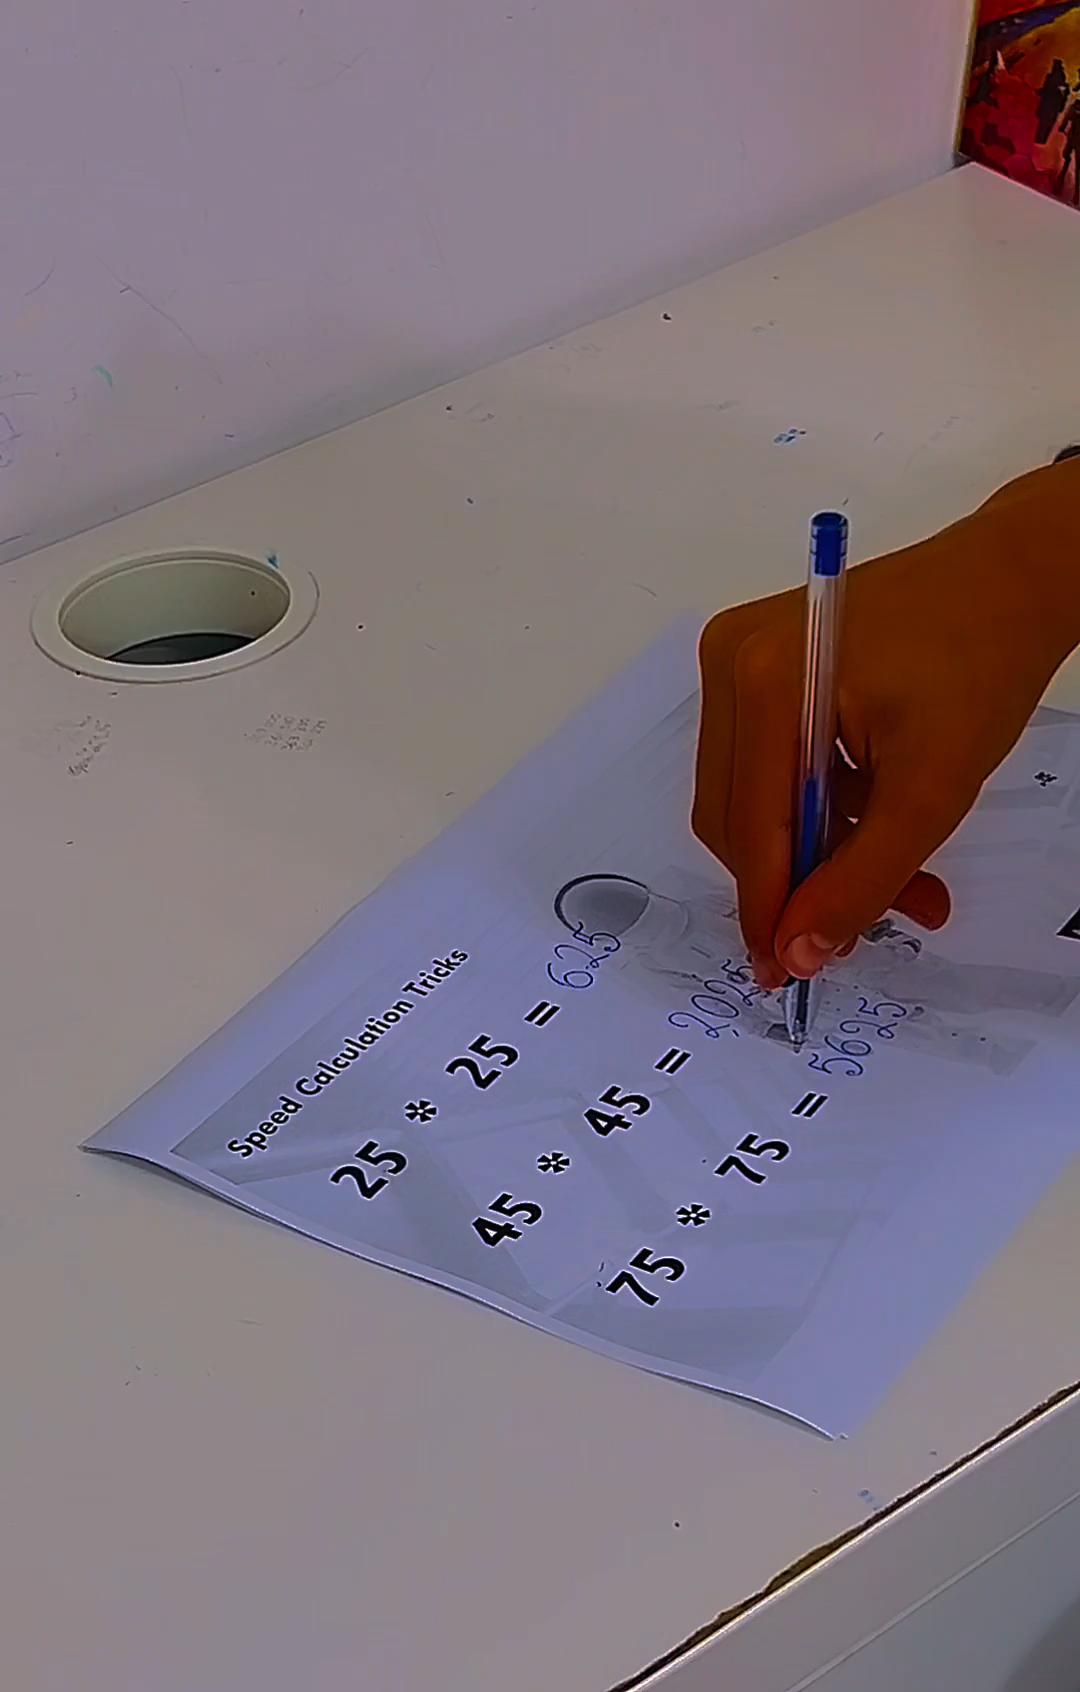 Speed Calculation Tricks
25 * 25 = 625
45 * 45 = 2025
75 * 75 = 5625